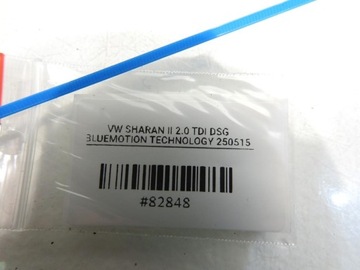 VW SHARAN II 2.0 TDI DSG
BLUEMOTION TECHNOLOGY 250515
#82848